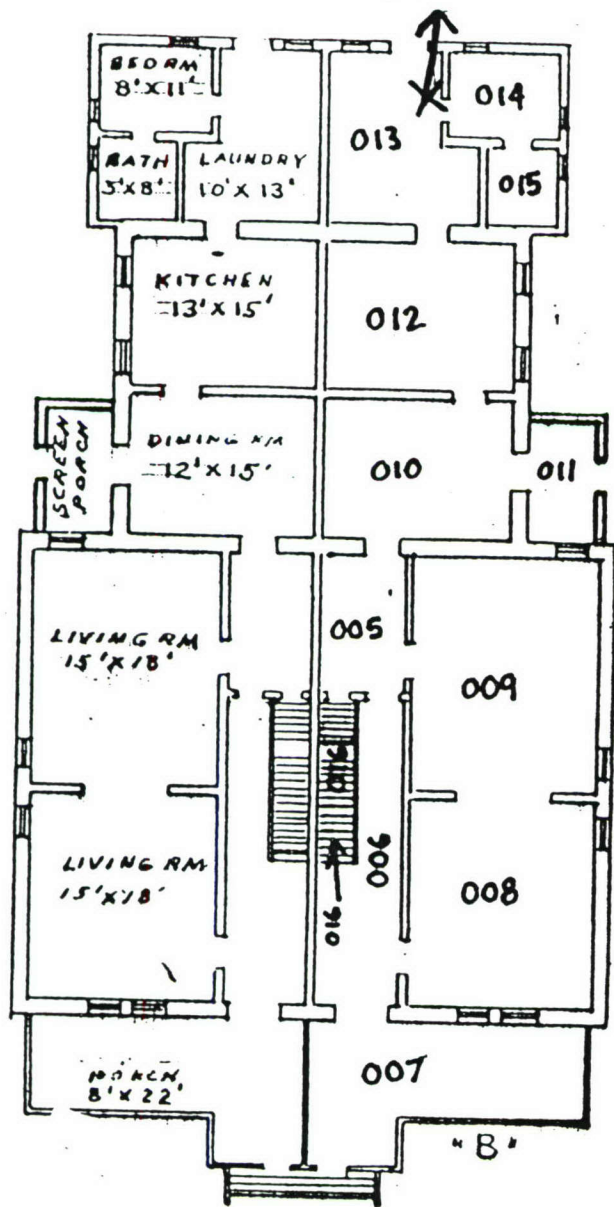 BEDRM
8'X11'
014
013
BATH
5'X8'
LAUNDRY
10'X13'
015
KITCHEN
13'X15'
012
SCREEN
PORCH
DINING RM
12'X15'
010
011
LIVING RM
15'X18'
005
009
LIVING RM
15'X18'
006
008
016
PORCH
8'X22'
007
"B"